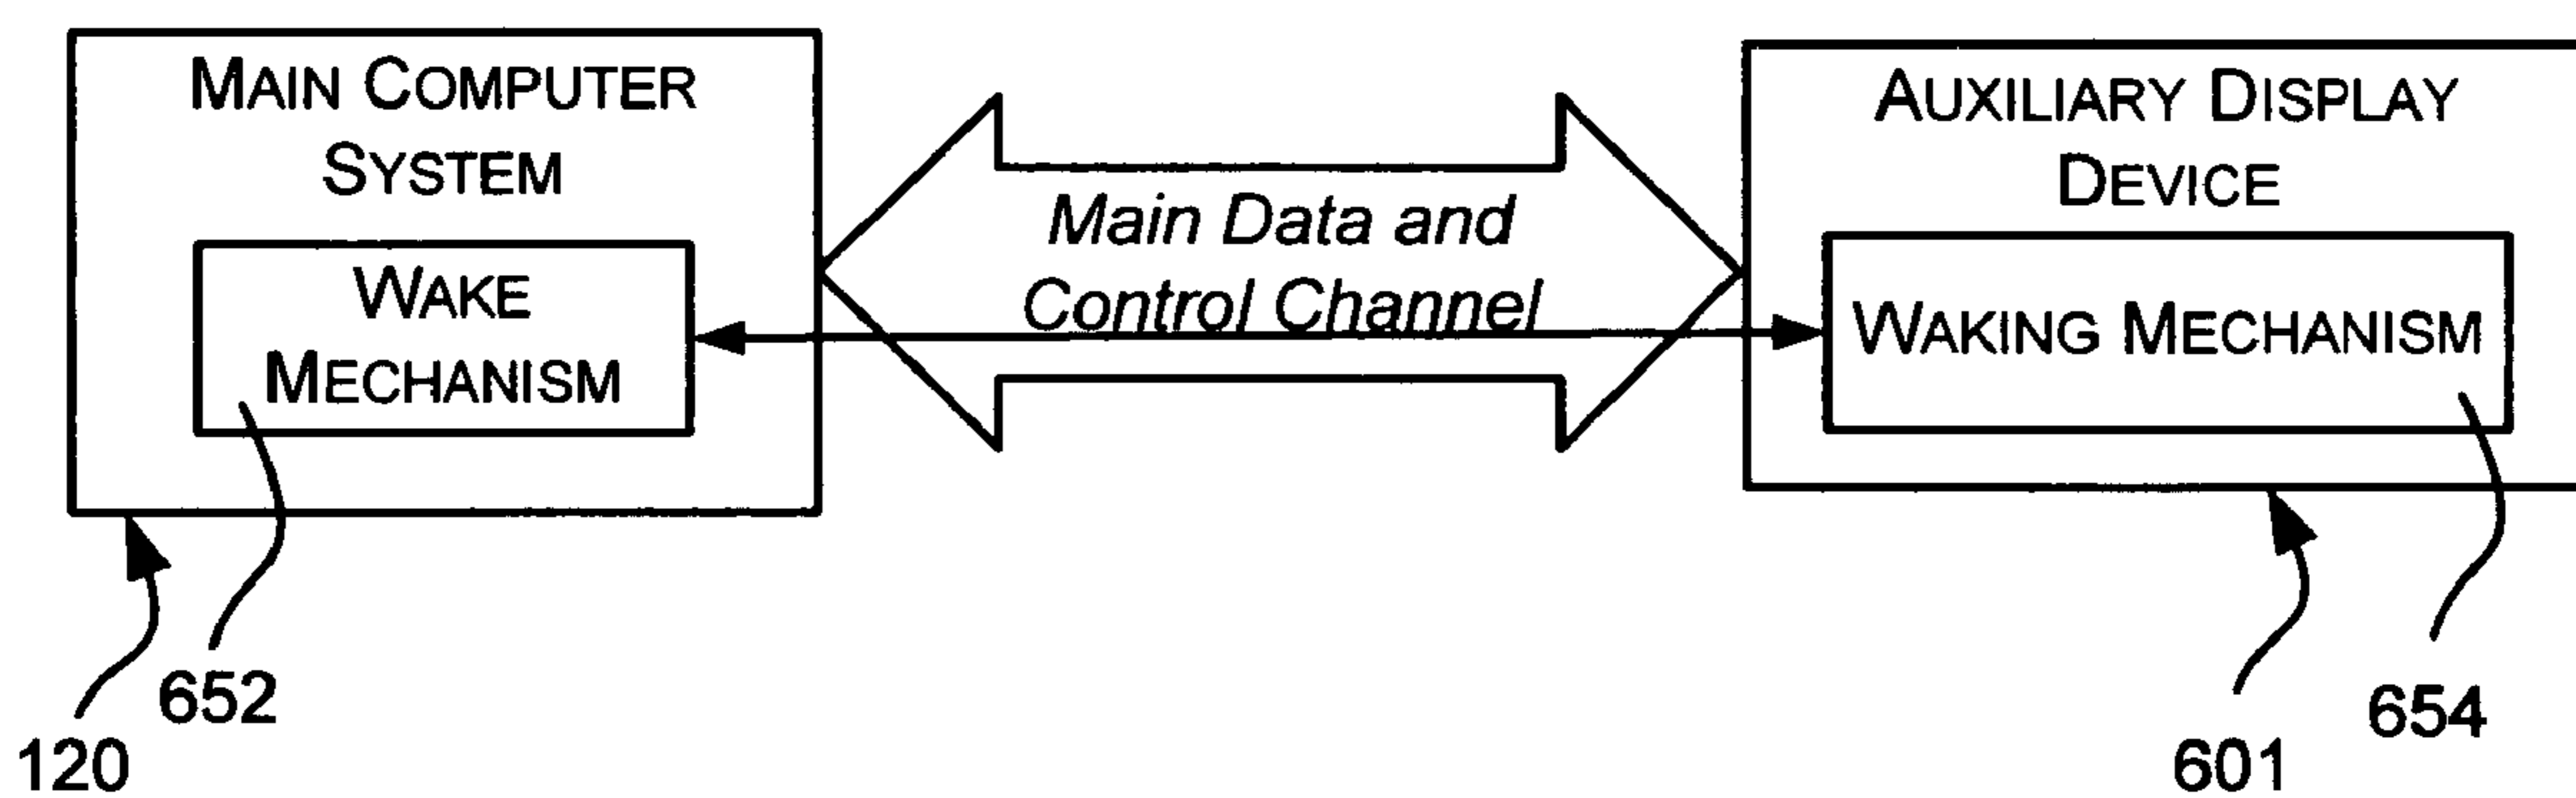 MAIN COMPUTER
SYSTEM
WAKE
MECHANISM
Main Data and
Control Channel
AUXILIARY DISPLAY
DEVICE
WAKING MECHANISM
652
120
654
601